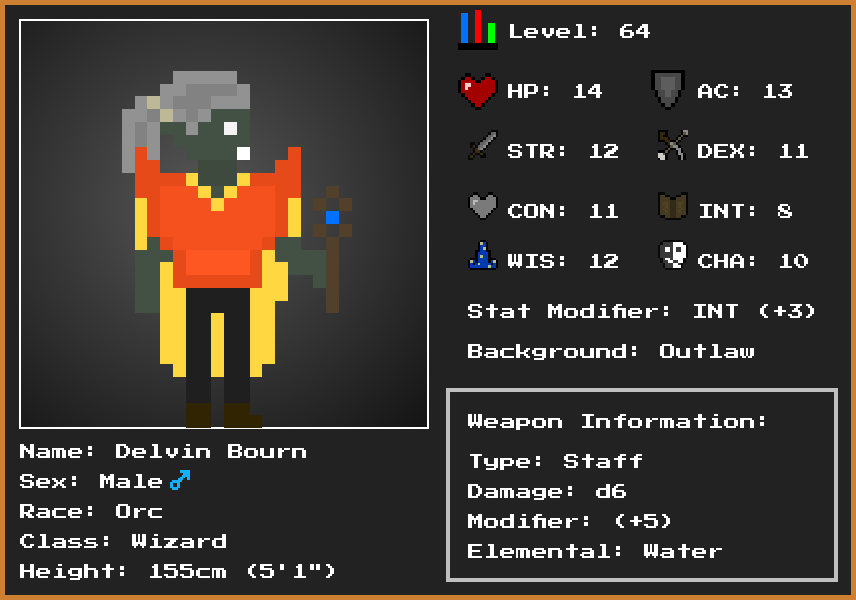 Level: 64
HP: 14 AC: 13
STR: 12 DEX: 11
CON: 11 INT: 8
WIS: 12 CHA: 10
Stat Modifier: INT (+3)
Background: Outlaw
Weapon Information:
Type: Staff
Damage: d6
Modifier: (+5)
Elemental: Water
Name: Delvin Bourn
Sex: Male♂
Race: Orc
Class: Wizard
Height: 155cm (5'1")